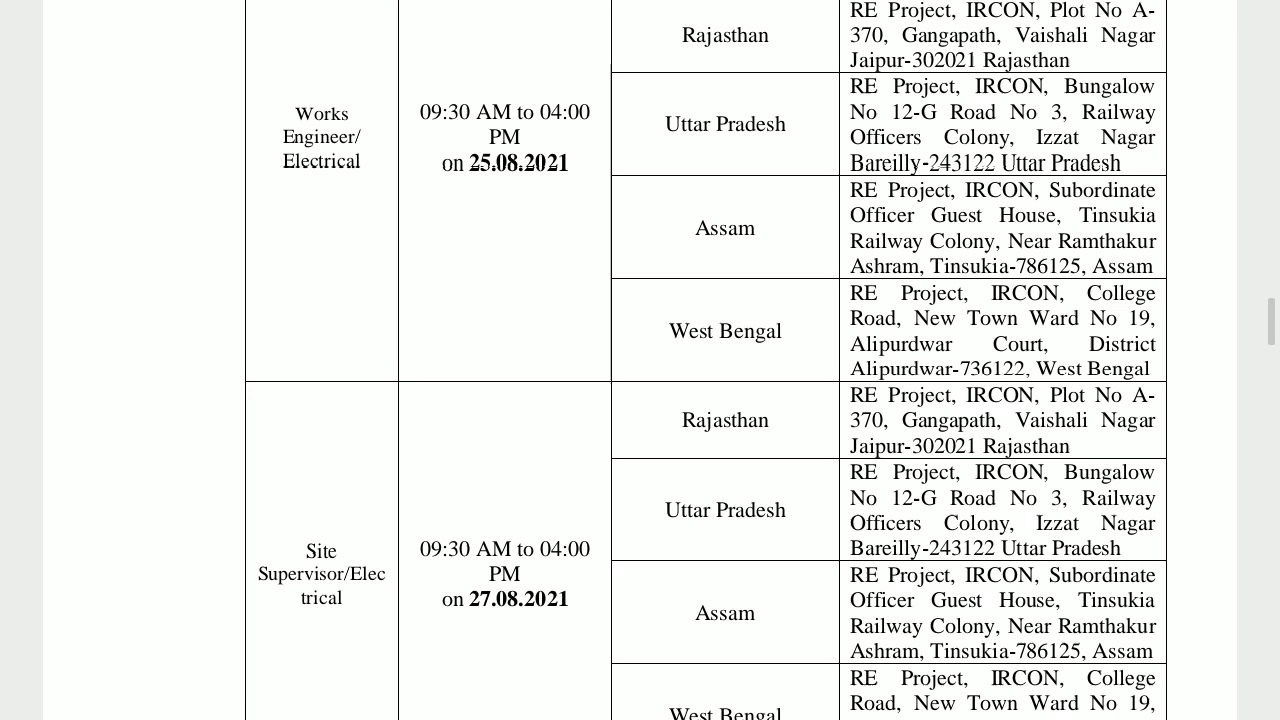 Works
Engineer/
Electrical
09:30 AM to 04:00
PM
on 25.08.2021
Rajasthan
RE Project, IRCON, Plot No A-
370, Gangapath, Vaishali Nagar
Jaipur-302021 Rajasthan
Uttar Pradesh
RE Project, IRCON, Bungalow
No 12-G Road No 3, Railway
Officers Colony, Izzat Nagar
Bareilly-243122 Uttar Pradesh
Assam
RE Project, IRCON, Subordinate
Officer Guest House, Tinsukia
Railway Colony, Near Ramthakur
Ashram, Tinsukia-786125, Assam
West Bengal
RE Project, IRCON, College
Road, New Town Ward No 19,
Alipurdwar Court, District
Alipurdwar-736122, West Bengal
Site
Supervisor/Elec
trical
09:30 AM to 04:00
PM
on 27.08.2021
Rajasthan
RE Project, IRCON, Plot No A-
370, Gangapath, Vaishali Nagar
Jaipur-302021 Rajasthan
Uttar Pradesh
RE Project, IRCON, Bungalow
No 12-G Road No 3, Railway
Officers Colony, Izzat Nagar
Bareilly-243122 Uttar Pradesh
Assam
RE Project, IRCON, Subordinate
Officer Guest House, Tinsukia
Railway Colony, Near Ramthakur
Ashram, Tinsukia-786125, Assam
West Bengal
RE Project, IRCON, College
Road, New Town Ward No 19,